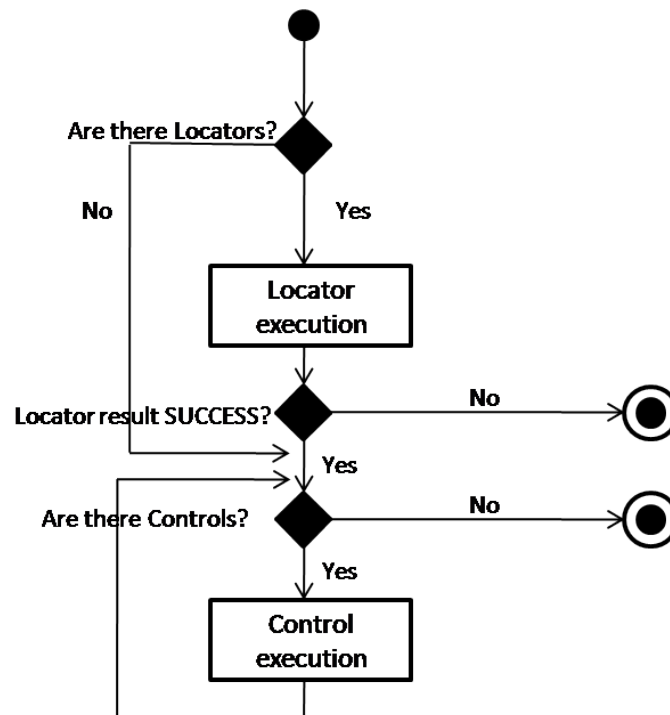 Are there Locators?
No
Yes
Locator
execution
Locator result SUCCESS?
No
Yes
Are there Controls?
No
Yes
Control
execution